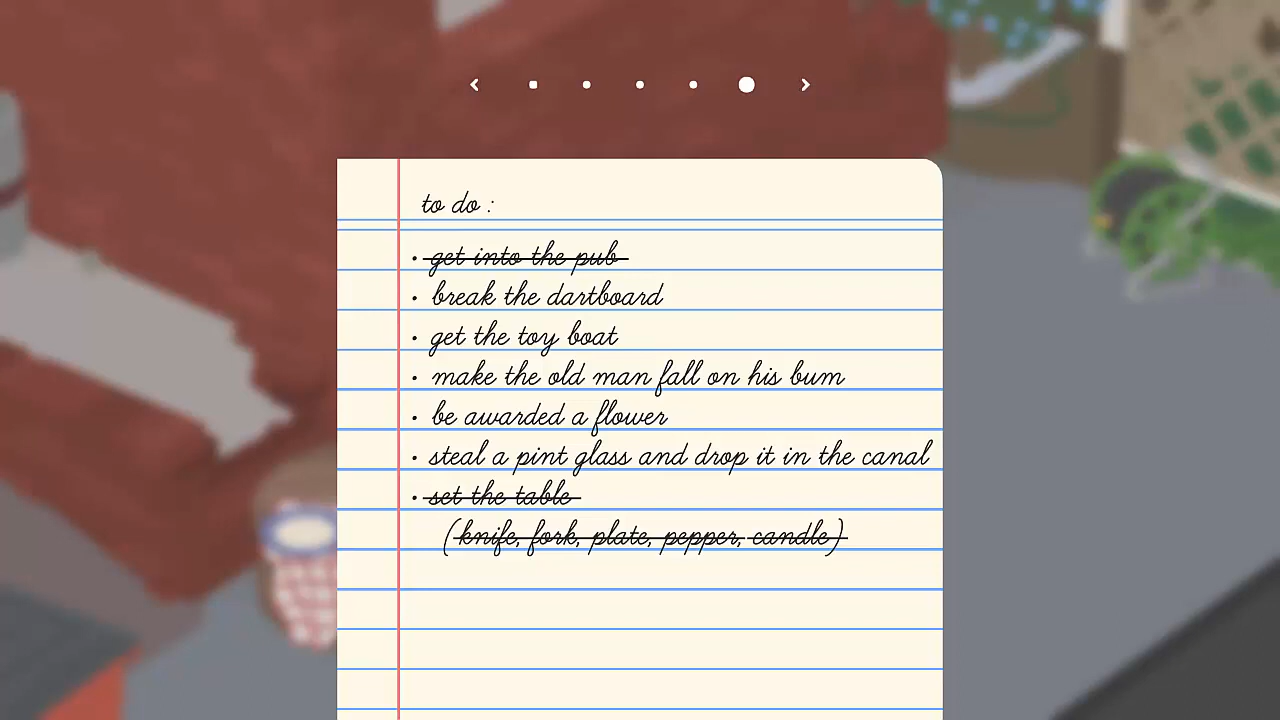 to do :
• get into the pub
• break the dartboard
• get the toy boat
• make the old man fall on his bum
• be awarded a flower
• steal a pint glass and drop it in the canal
• set the table
(knife, fork, plate, pepper, candle)